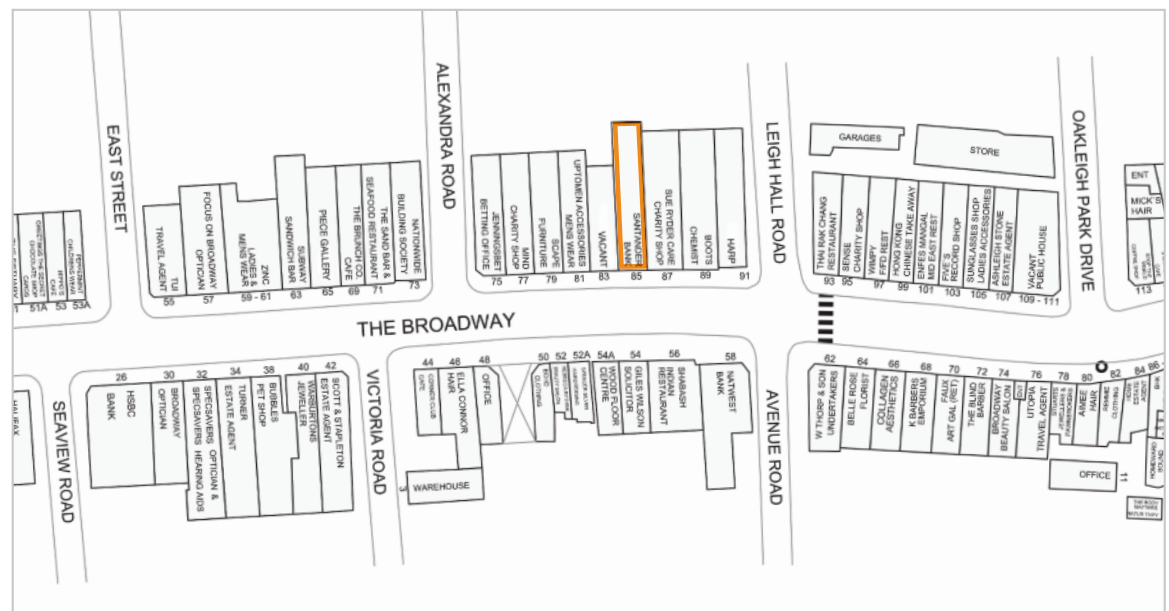 EAST STREET
ALEXANDRA ROAD
LEIGH HALL ROAD
OAKLEIGH PARK DRIVE
51A
53
53A
TRAVEL AGENT
TUI
55
FOCUS ON BROADWAY
OPTICIAN
57
LADIES &
MENS WEAR
ZINC
59 - 61
SANDWICH BAR
SUBWAY
63
PIECE GALLERY
65
CAFE
THE BRUNCH CO.
69
SEAFOOD RESTAURANT
THE SAND BAR &
71
BUILDING SOCIETY
NATIONWIDE
73
BETTING OFFICE
JENNINGSBET
75
CHARITY SHOP
MIND
77
FURNITURE
SCAPE
79
MENS WEAR
UPTOMEN ACCESSORIES
81
VACANT
83
BANK
SANTANDER
85
CHARITY SHOP
SUE RYDER CARE
87
CHEMIST
BOOTS
89
HARP
91
GARAGES
STORE
RESTAURANT
THAI RAK CHANG
93
CHARITY SHOP
SENSE
95
WIMPY
F/FD REST
97
CHINESE TAKE AWAY
HONG KONG
99
MID EAST REST
ENFES MANGAL
101
RECORD SHOP
FIVE'S
103
LADIES ACCESSORIES
SUNGLASSES SHOP
105
ESTATE AGENT
ASHLEIGH STONE
107
PUBLIC HOUSE
VACANT
109 - 111
ENT
MICK'S
HAIR
113
THE BROADWAY
HALIFAX
SEAVIEW ROAD
26
BANK
HSBC
30
OPTICIAN
BROADWAY
32
SPECSAVERS HEARING AIDS
SPECSAVERS OPTICIAN &
34
ESTATE AGENT
TURNER
38
PET SHOP
BUBBLES
40
JEWELLER
WARBURTONS
42
ESTATE AGENT
SCOTT & STAPLETON
VICTORIA ROAD
44
46
HAIR
ELLA CONNOR
48
OFFICE
3
WAREHOUSE
50
CLOTHING
52
52A
54A
CENTRE
WOOD FLOOR
54
SOLICITOR
GILES WILSON
56
RESTAURANT
INDIAN
SHABASH
58
BANK
NATWEST
AVENUE ROAD
62
UNDERTAKERS
W THORP & SON
64
FLORIST
BELLE ROSE
66
AESTHETICS
COLLAGEN
68
EMPORIUM
K BARBERS
70
ART GAL (RET)
FAUX
72
BARBER
THE BLIND
74
BEAUTY SALON
BROADWAY
76
TRAVEL AGENT
UTOPIA
78
80
HAIR
AIMEE
82
CLOTHING
84
86
OFFICE
11
HOMEWARD
BOUND